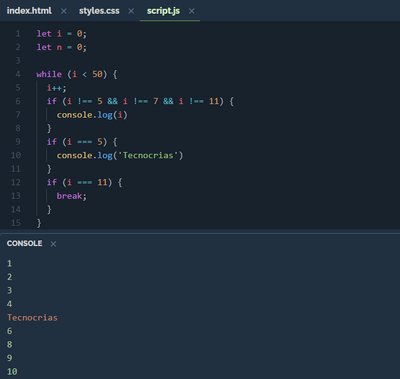 index.html × styles.css × script.js ×
1 let i = 0;
2 let n = 0;
3
4 while (i < 50) {
5 i++;
6 if (i !== 5 && i !== 7 && i !== 11) {
7 console.log(i)
8 }
9 if (i === 5) {
10 console.log('Tecnocrias')
11 }
12 if (i === 11) {
13 break;
14 }
15 }
CONSOLE ×
1
2
3
4
Tecnocrias
6
8
9
10